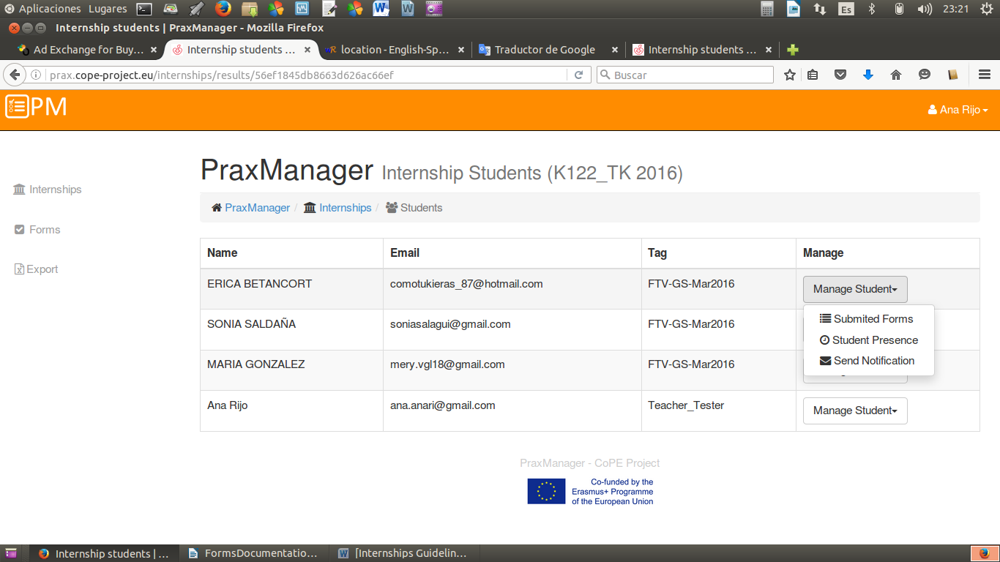 Aplicaciones Lugares Es 23:21
Internship students | PraxManager - Mozilla Firefox
Ad Exchange for Buy... Internship students ... location - English-Sp... Traductor de Google Internship students ...
prax.cope-project.eu/internships/results/56ef1845db8663d626ac66ef Buscar
PM Ana Rijo
PraxManager Internship Students (K122_TK 2016)
Internships
PraxManager / Internships / Students
Forms
Export
Name Email Tag Manage
ERICA BETANCORT comotukieras_87@hotmail.com FTV-GS-Mar2016 Manage Student
Submited Forms
SONIA SALDAÑA soniasalagui@gmail.com FTV-GS-Mar2016
Student Presence
Send Notification
MARIA GONZALEZ mery.vgl18@gmail.com FTV-GS-Mar2016
Ana Rijo ana.anari@gmail.com Teacher_Tester Manage Student
PraxManager - CoPE Project
Co-funded by the
Erasmus+ Programme
of the European Union
Internship students | ... FormsDocumentatio... [Internships Guidelin...